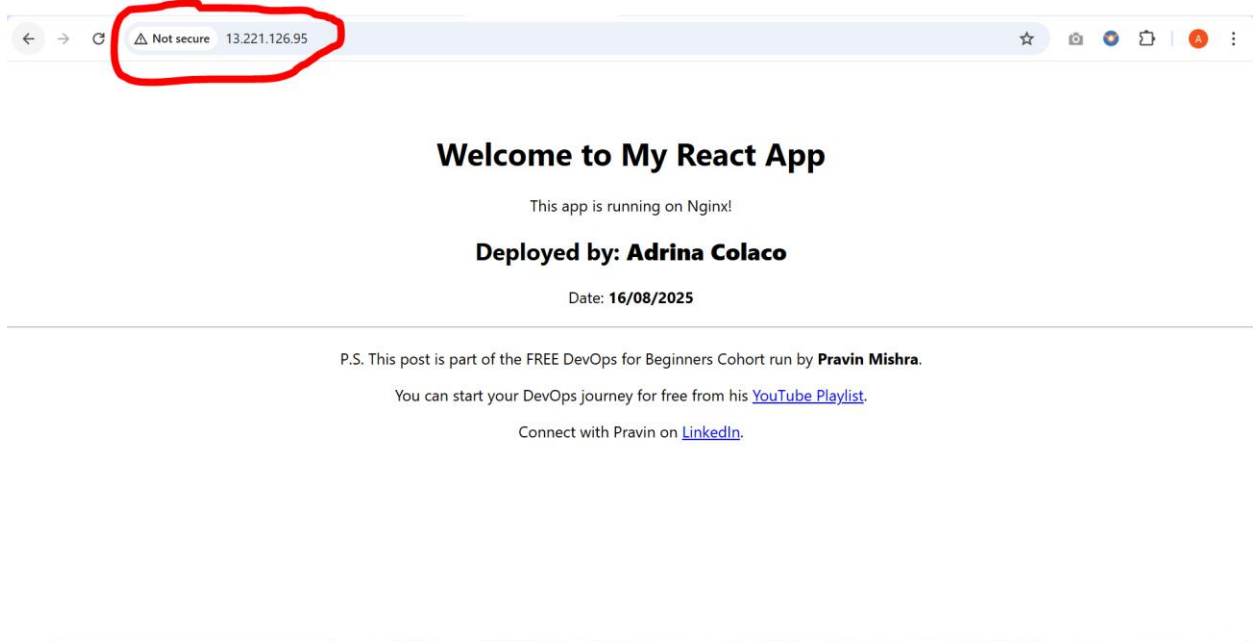 Not secure 13.221.126.95
A
Welcome to My React App
This app is running on Nginx!
Deployed by: Adrina Colaco
Date: 16/08/2025
P.S. This post is part of the FREE DevOps for Beginners Cohort run by Pravin Mishra.
You can start your DevOps journey for free from his YouTube Playlist.
Connect with Pravin on LinkedIn.